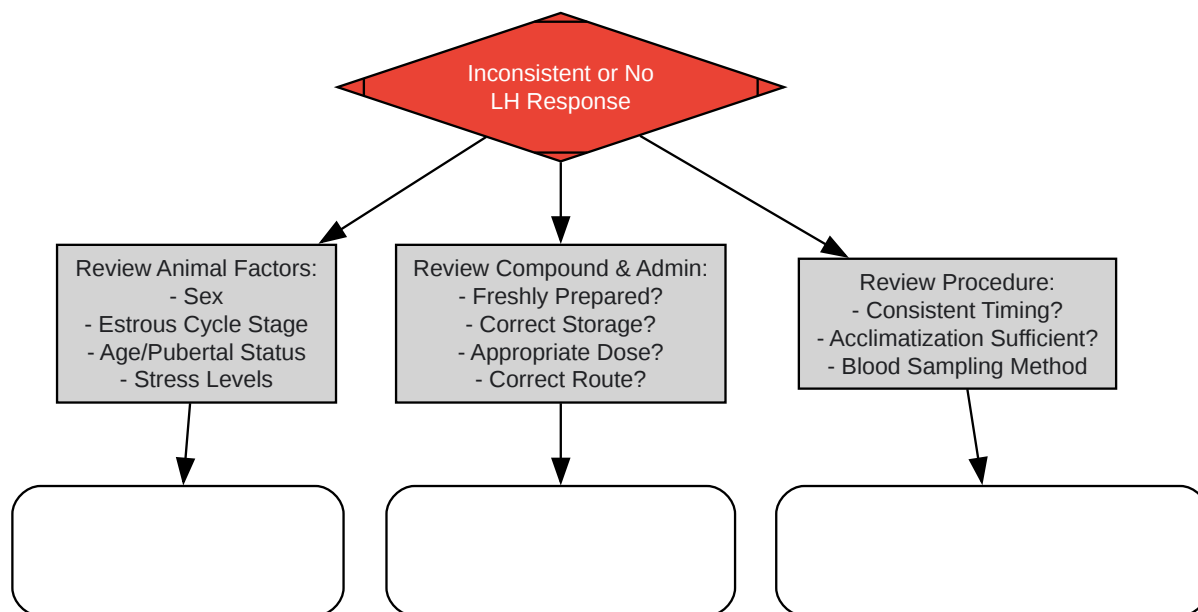 Inconsistent or No
LH Response
Review Animal Factors:
- Sex
- Estrous Cycle Stage
- Age/Pubertal Status
- Stress Levels
Review Compound & Admin:
- Freshly Prepared?
- Correct Storage?
- Appropriate Dose?
- Correct Route?
Review Procedure:
- Consistent Timing?
- Acclimatization Sufficient?
- Blood Sampling Method